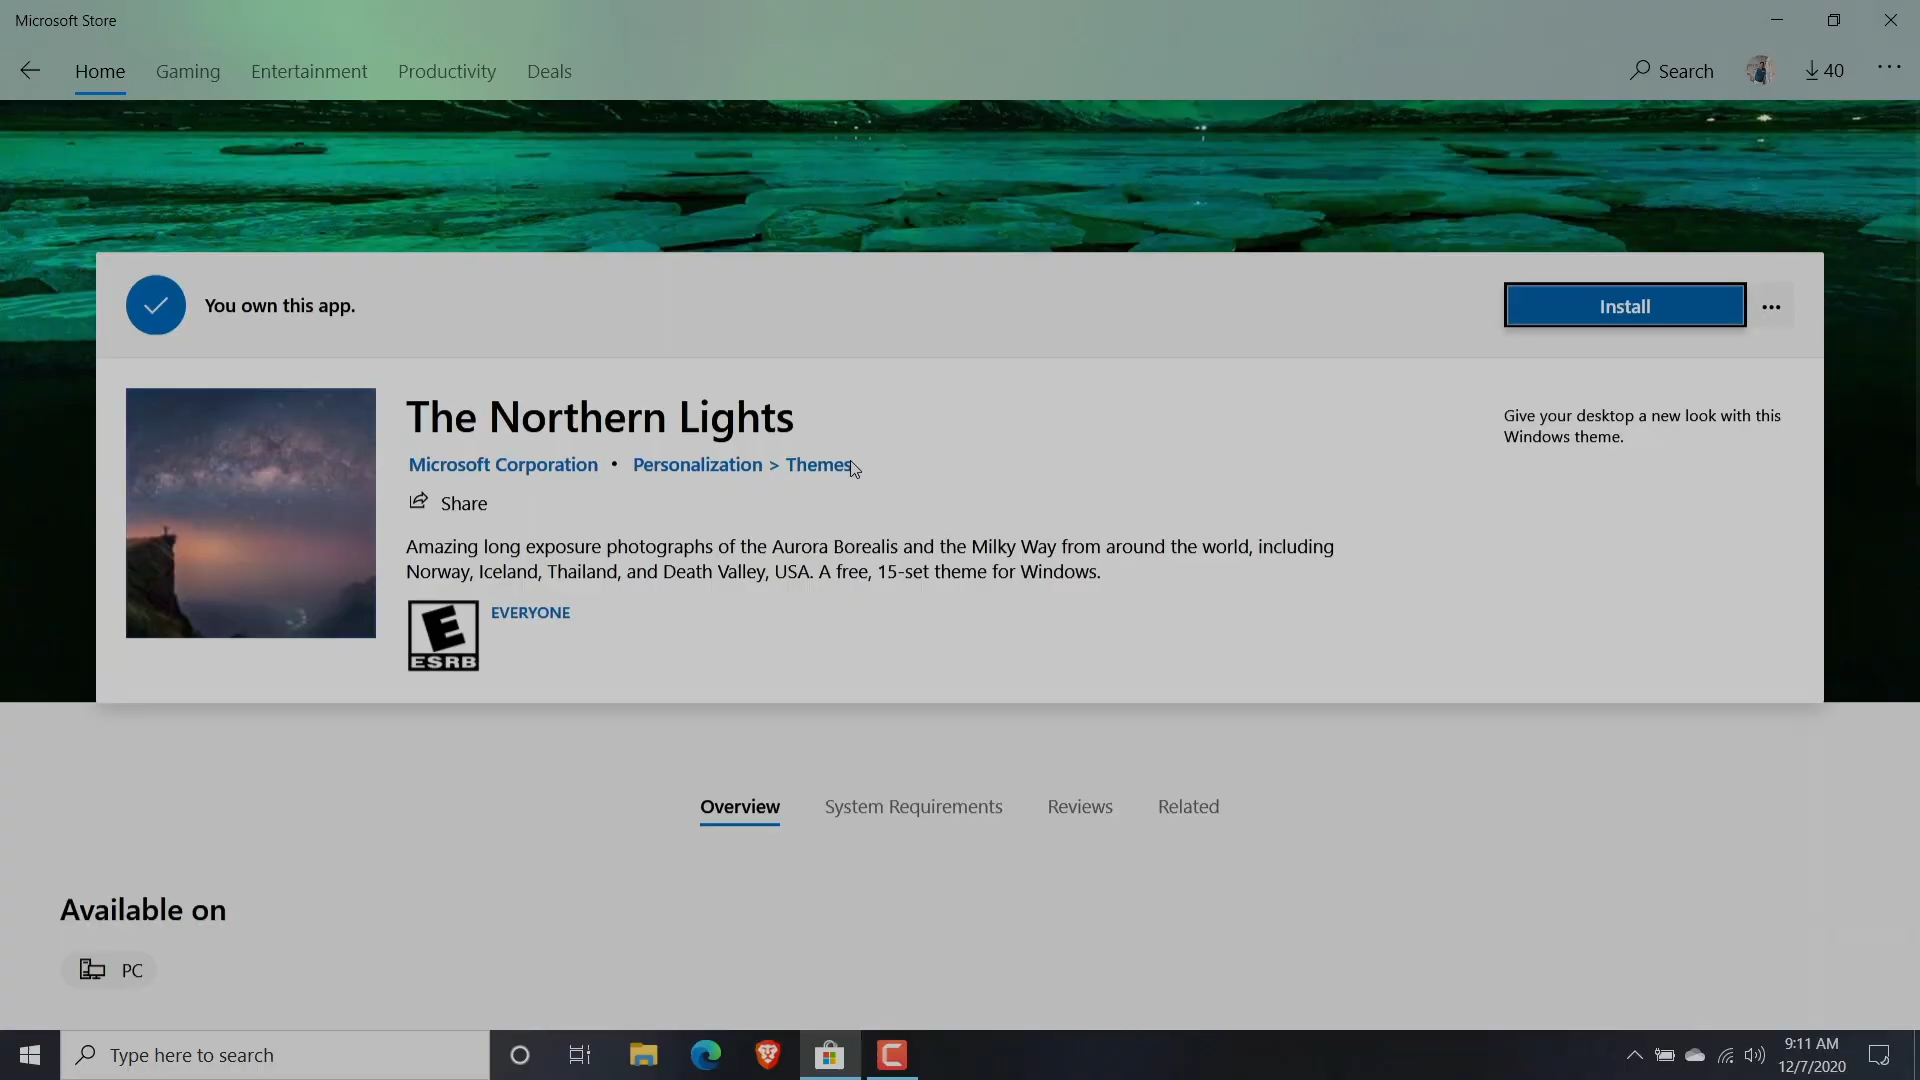 Microsoft Store
Home Gaming Entertainment Productivity Deals Search 40
You own this app.
Install
The Northern Lights
Microsoft Corporation • Personalization > Themes
Share
Give your desktop a new look with this
Windows theme.
Amazing long exposure photographs of the Aurora Borealis and the Milky Way from around the world, including
Norway, Iceland, Thailand, and Death Valley, USA. A free, 15-set theme for Windows.
E
ESRB
EVERYONE
Overview System Requirements Reviews Related
Available on
PC
Type here to search
9:11 AM
12/7/2020